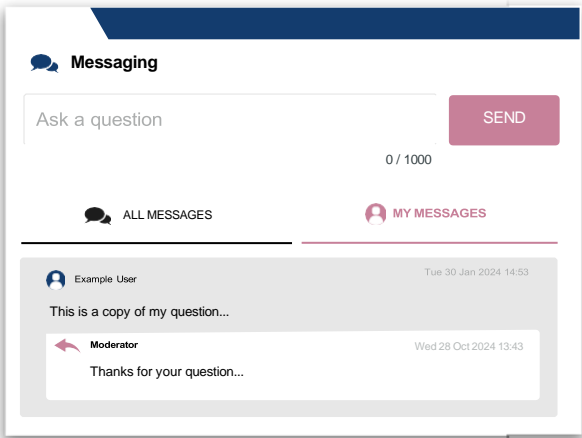 Messaging
Ask a question
SEND
0 / 1000
ALL MESSAGES
MY MESSAGES
Example User
Tue 30 Jan 2024 14:53
This is a copy of my question...
Moderator
Wed 28 Oct 2024 13:43
Thanks for your question...